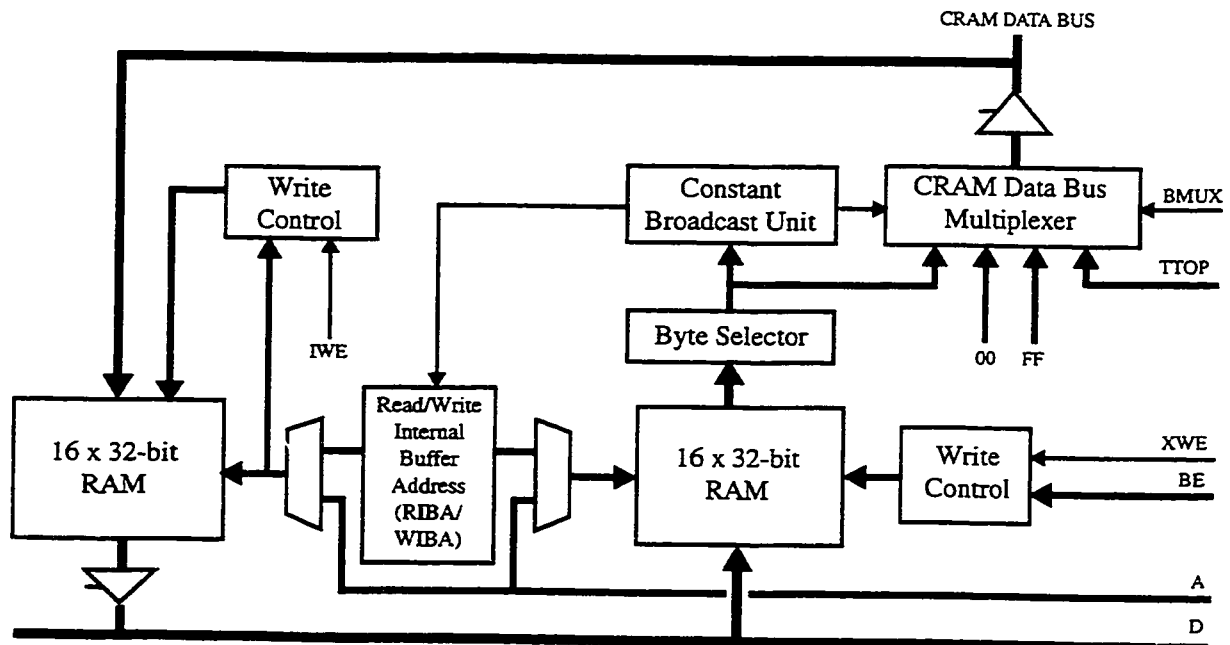 CRAM DATA BUS
Write
Control
Constant
Broadcast Unit
CRAM Data Bus
Multiplexer
BMUX
TTOP
IWE
Byte Selector
00
FF
16 x 32-bit
RAM
Read/Write
Internal
Buffer
Address
(RIBA/
WIBA)
16 x 32-bit
RAM
Write
Control
XWE
BE
A
D